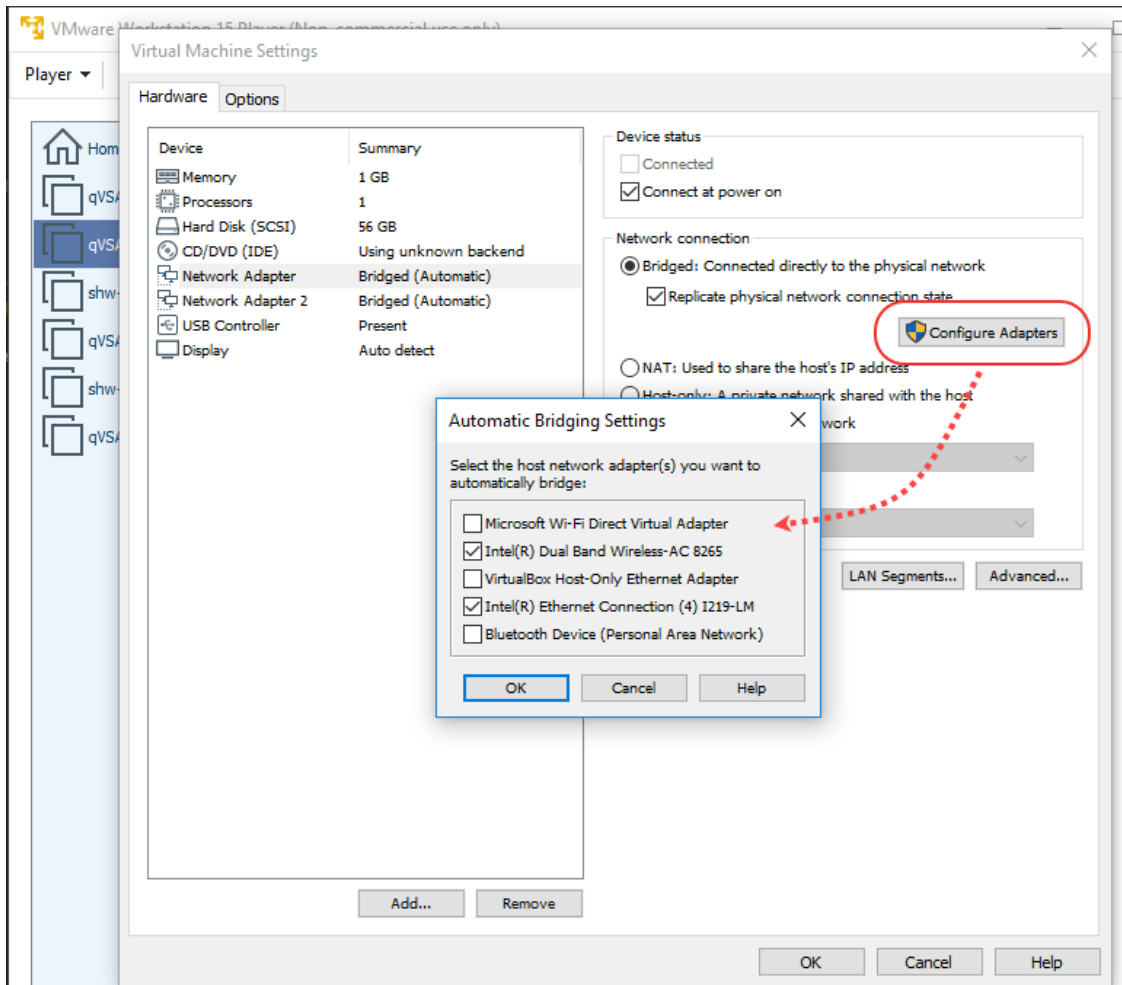 VMware Workstation 15 Player (Non-commercial use only)
Virtual Machine Settings
Player
Hardware
Options
Hom
qVSA
qVSA
shw-
qVSA
shw-
qVSA
Device Summary
Memory 1 GB
Processors 1
Hard Disk (SCSI) 56 GB
CD/DVD (IDE) Using unknown backend
Network Adapter Bridged (Automatic)
Network Adapter 2 Bridged (Automatic)
USB Controller Present
Display Auto detect
Add...
Remove
Device status
Connected
Connect at power on
Network connection
Bridged: Connected directly to the physical network
Replicate physical network connection state
Configure Adapters
NAT: Used to share the host's IP address
Host-only: A private network shared with the host
work
LAN Segments...
Advanced...
Automatic Bridging Settings
Select the host network adapter(s) you want to
automatically bridge:
Microsoft Wi-Fi Direct Virtual Adapter
Intel(R) Dual Band Wireless-AC 8265
VirtualBox Host-Only Ethernet Adapter
Intel(R) Ethernet Connection (4) I219-LM
Bluetooth Device (Personal Area Network)
OK
Cancel
Help
OK
Cancel
Help